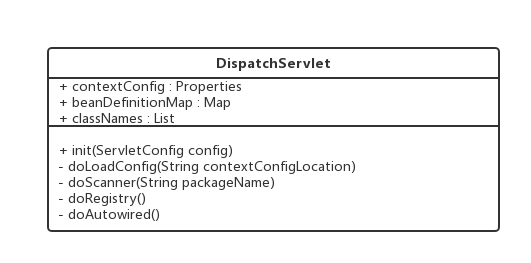 DispatchServlet
+ contextConfig : Properties
+ beanDefinitionMap : Map
+ classNames : List
+ init(ServletConfig config)
- doLoadConfig(String contextConfigLocation)
- doScanner(String packageName)
- doRegistry()
- doAutowired()